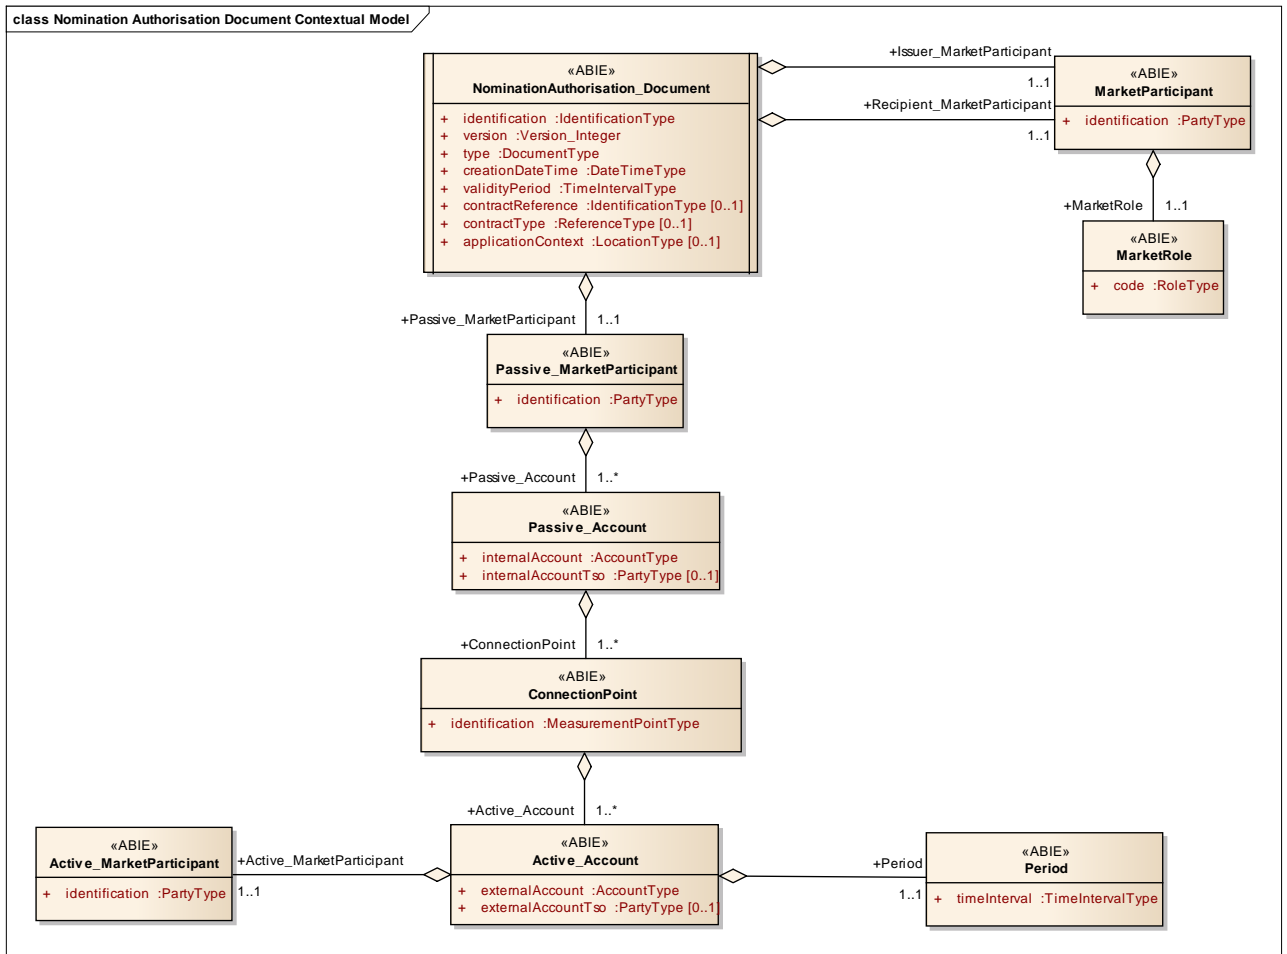 class Nomination Authorisation Document Contextual Model
«ABIE»
NominationAuthorisation_Document
+ identification :IdentificationType
+ version :Version_Integer
+ type :DocumentType
+ creationDateTime :DateTimeType
+ validityPeriod :TimeIntervalType
+ contractReference :IdentificationType [0..1]
+ contractType :ReferenceType [0..1]
+ applicationContext :LocationType [0..1]
+Issuer_MarketParticipant
1..1
+Recipient_MarketParticipant
1..1
«ABIE»
MarketParticipant
+ identification :PartyType
+MarketRole 1..1
«ABIE»
MarketRole
+ code :RoleType
+Passive_MarketParticipant 1..1
«ABIE»
Passive_MarketParticipant
+ identification :PartyType
+Passive_Account 1..*
«ABIE»
Passive_Account
+ internalAccount :AccountType
+ internalAccountTso :PartyType [0..1]
+ConnectionPoint 1..*
«ABIE»
ConnectionPoint
+ identification :MeasurementPointType
+Active_Account 1..*
«ABIE»
Active_MarketParticipant
+ identification :PartyType
+Active_MarketParticipant
1..1
«ABIE»
Active_Account
+ externalAccount :AccountType
+ externalAccountTso :PartyType [0..1]
+Period
1..1
«ABIE»
Period
+ timeInterval :TimeIntervalType